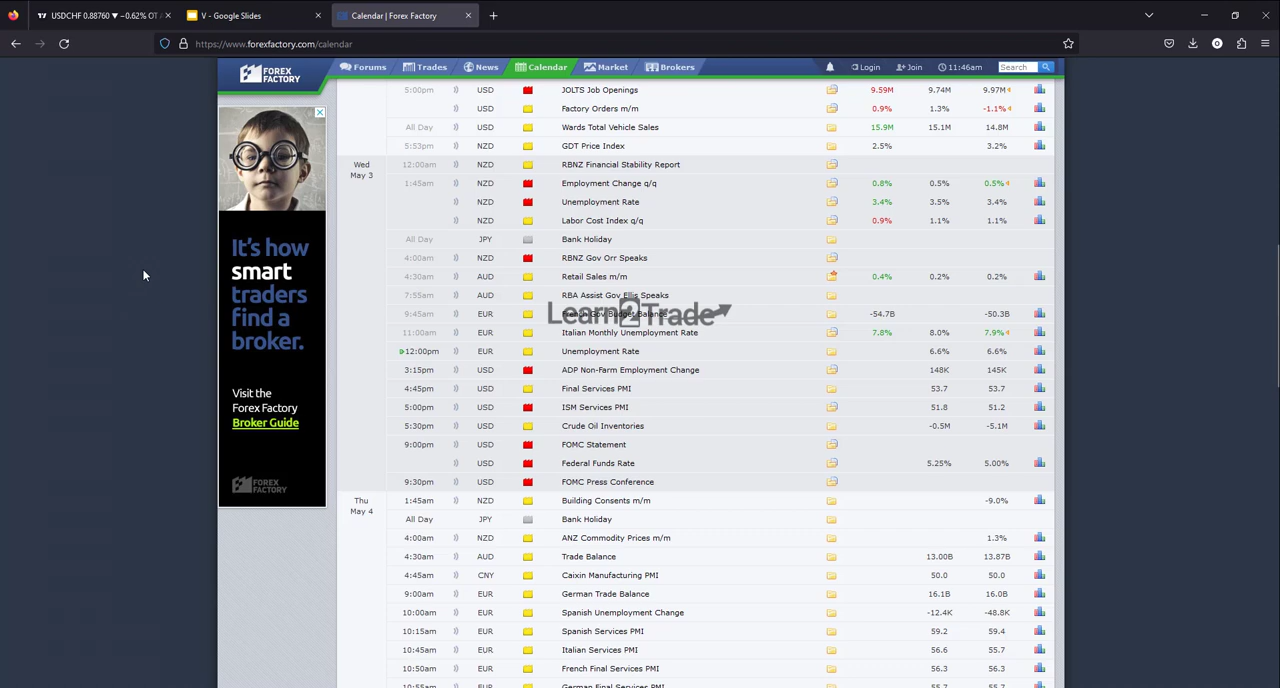 USDCHF 0.88760 ▼ −0.62% OT
V - Google Slides
Calendar | Forex Factory
https://www.forexfactory.com/calendar
FOREX FACTORY Forums Trades News Calendar Market Brokers Login Join 11:46am Search
5:00pm USD JOLTS Job Openings 9.59M 9.74M 9.97M
USD Factory Orders m/m 0.9% 1.3% -1.1%
All Day USD Wards Total Vehicle Sales 15.9M 15.1M 14.8M
5:53pm NZD GDT Price Index 2.5% 3.2%
Wed May 3 12:00am NZD RBNZ Financial Stability Report
1:45am NZD Employment Change q/q 0.8% 0.5% 0.5%
NZD Unemployment Rate 3.4% 3.5% 3.4%
NZD Labor Cost Index q/q 0.9% 1.1% 1.1%
All Day JPY Bank Holiday
4:00am NZD RBNZ Gov Orr Speaks
4:30am AUD Retail Sales m/m 0.4% 0.2% 0.2%
7:55am AUD RBA Assist Gov Ellis Speaks
9:45am EUR French Gov Budget Balance -54.7B -50.3B
Learn2Trade
11:00am EUR Italian Monthly Unemployment Rate 7.8% 8.0% 7.9%
12:00pm EUR Unemployment Rate 6.6% 6.6%
3:15pm USD ADP Non-Farm Employment Change 148K 145K
4:45pm USD Final Services PMI 53.7 53.7
5:00pm USD ISM Services PMI 51.8 51.2
5:30pm USD Crude Oil Inventories -0.5M -5.1M
9:00pm USD FOMC Statement
USD Federal Funds Rate 5.25% 5.00%
9:30pm USD FOMC Press Conference
Thu May 4 1:45am NZD Building Consents m/m -9.0%
All Day JPY Bank Holiday
4:00am NZD ANZ Commodity Prices m/m 1.3%
4:30am AUD Trade Balance 13.00B 13.87B
4:45am CNY Caixin Manufacturing PMI 50.0 50.0
9:00am EUR German Trade Balance 16.1B 16.0B
10:00am EUR Spanish Unemployment Change -12.4K -48.8K
10:15am EUR Spanish Services PMI 59.2 59.4
10:45am EUR Italian Services PMI 56.6 55.7
10:50am EUR French Final Services PMI 56.3 56.3
10:55am EUR German Final Services PMI 55.7 55.7
It's how
smart
traders
find a
broker.
Visit the
Forex Factory
Broker Guide
FOREX
FACTORY